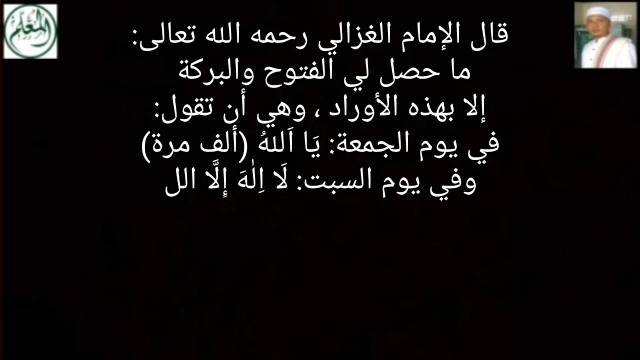 المعلم
قال الإمام الغزالي رحمه الله تعالى:
ما حصل لي الفتوح والبركة
إلا بهذه الأوراد ، وهي أن تقول:
في يوم الجمعة: يَا اَللهُ (ألف مرة)
وفي يوم السبت: لَا اِلٰهَ إِلَّا الل